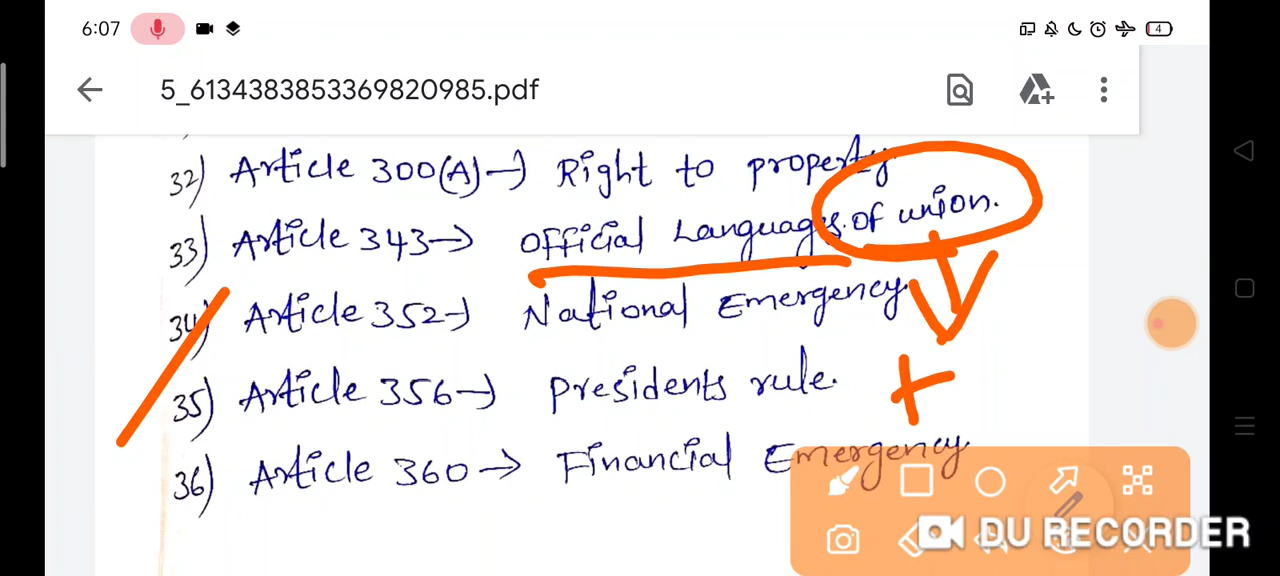 6:07 4
5_6134383853369820985.pdf
32) Article 300(A) → Right to property
33) Article 343 → Official Languages of union.
34) Article 352 → National Emergency
35) Article 356 → Presidents rule.
36) Article 360 → Financial Emergency
DU RECORDER